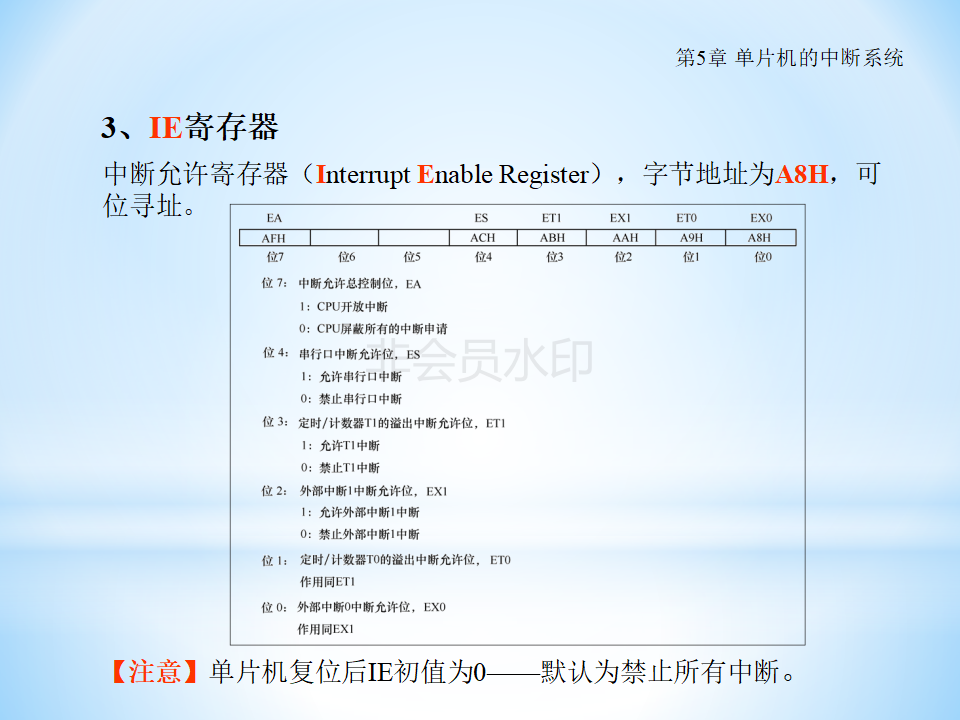 第5章 单片机的中断系统
3、IE寄存器
中断允许寄存器（Interrupt Enable Register），字节地址为A8H，可
位寻址。
EA ES ET1 EX1 ET0 EX0
AFH ACH ABH AAH A9H A8H
位7 位6 位5 位4 位3 位2 位1 位0
位 7： 中断允许总控制位，EA
1：CPU开放中断
0：CPU屏蔽所有的中断申请
位 4： 串行口中断允许位，ES
1：允许串行口中断
0：禁止串行口中断
位 3： 定时/计数器T1的溢出中断允许位，ET1
1：允许T1中断
0：禁止T1中断
位 2： 外部中断1中断允许位，EX1
1：允许外部中断1中断
0：禁止外部中断1中断
位 1： 定时/计数器T0的溢出中断允许位， ET0
作用同ET1
位 0： 外部中断0中断允许位，EX0
作用同EX1
非会员水印
【注意】单片机复位后IE初值为0——默认为禁止所有中断。